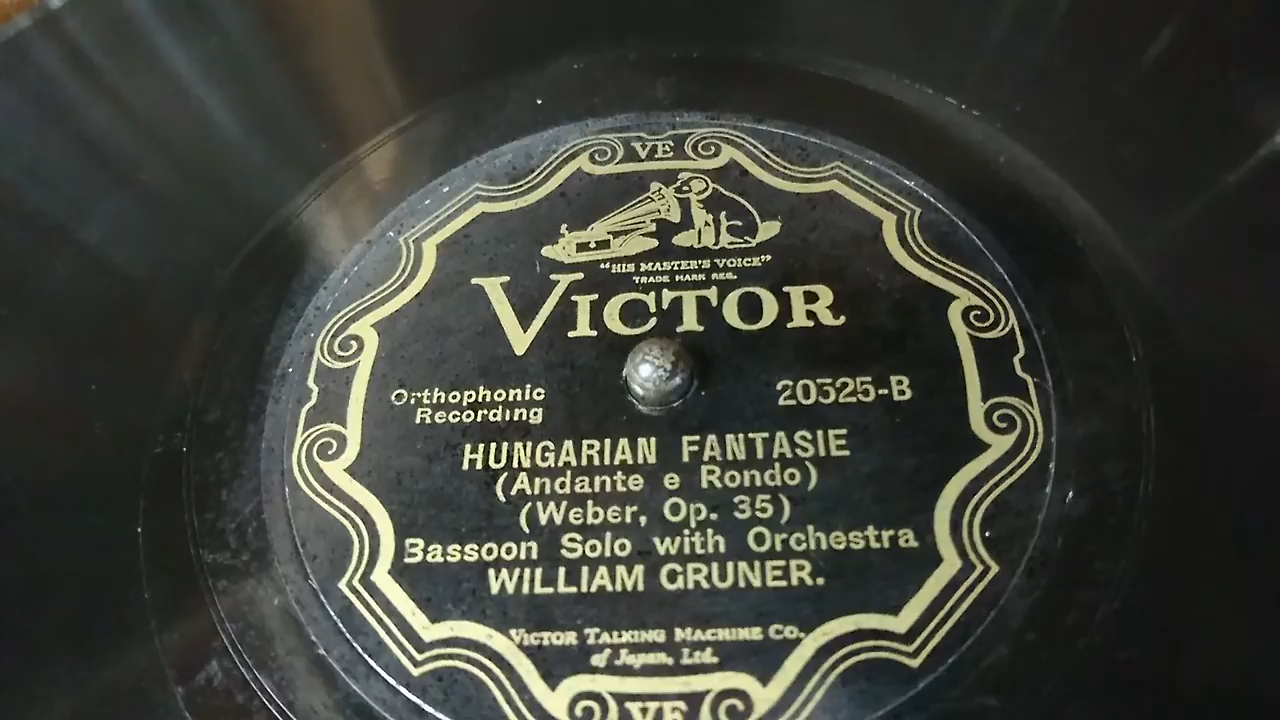 VE
"HIS MASTER'S VOICE"
TRADE MARK REG.
VICTOR
Orthophonic
Recording
20325-B
HUNGARIAN FANTASIE
(Andante e Rondo)
(Weber, Op. 35)
Bassoon Solo with Orchestra
WILLIAM GRUNER.
VICTOR TALKING MACHINE CO.
of Japan, Ltd.
VE